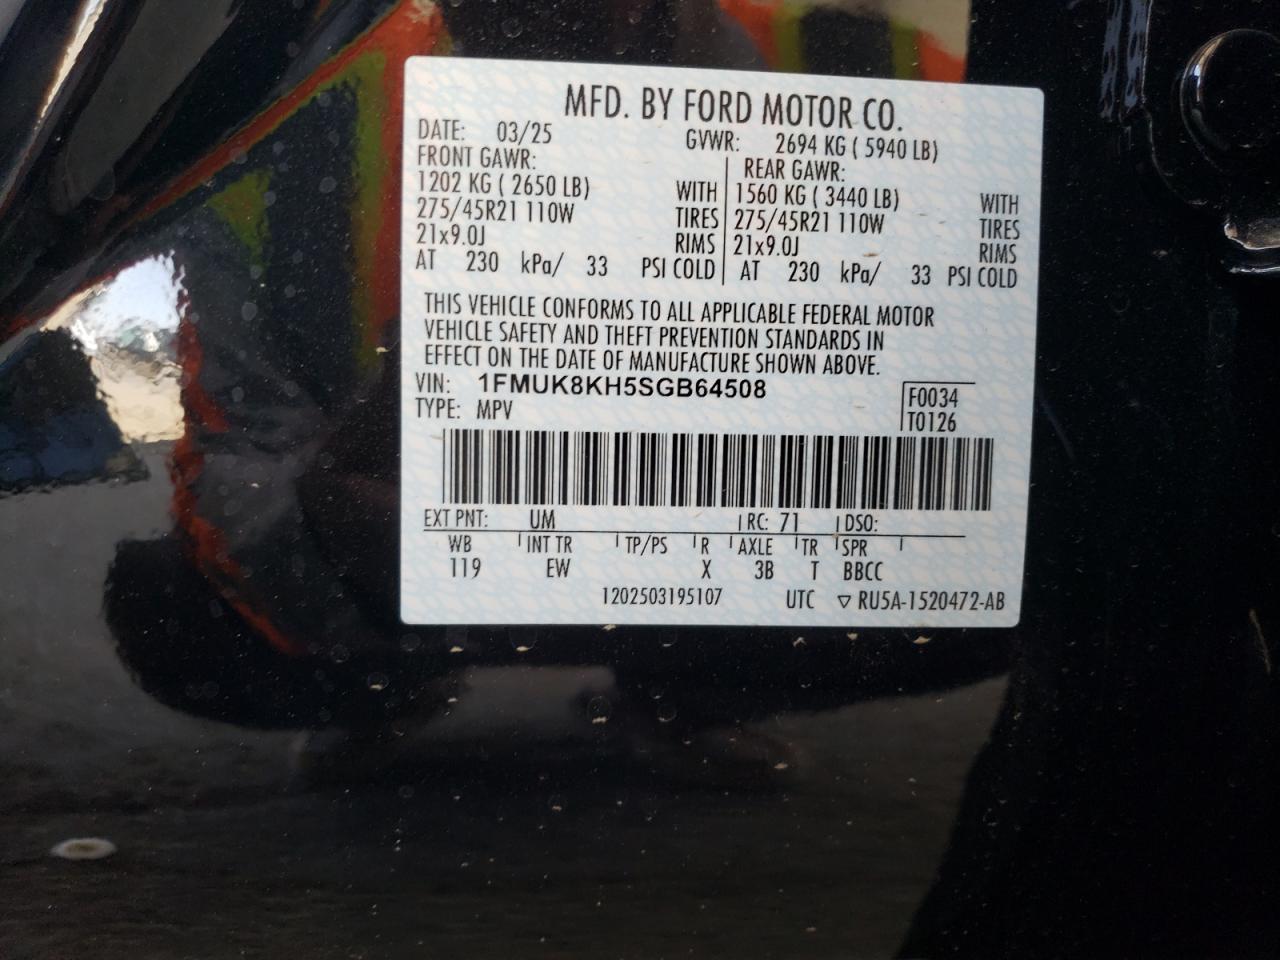 MFD. BY FORD MOTOR CO.
DATE: 03/25 GVWR: 2694 KG ( 5940 LB)
FRONT GAWR: REAR GAWR:
1202 KG ( 2650 LB) WITH 1560 KG ( 3440 LB) WITH
275/45R21 110W TIRES 275/45R21 110W TIRES
21x9.0J RIMS 21x9.0J RIMS
AT 230 kPa/ 33 PSI COLD AT 230 kPa/ 33 PSI COLD
THIS VEHICLE CONFORMS TO ALL APPLICABLE FEDERAL MOTOR
VEHICLE SAFETY AND THEFT PREVENTION STANDARDS IN
EFFECT ON THE DATE OF MANUFACTURE SHOWN ABOVE.
VIN: 1FMUK8KH5SGB64508 F0034
TYPE: MPV T0126
EXT PNT: UM RC: 71 DSO:
WB INT TR TP/PS R AXLE TR SPR
119 EW X 3B T BBCC
1202503195107 UTC ▽ RU5A-1520472-AB